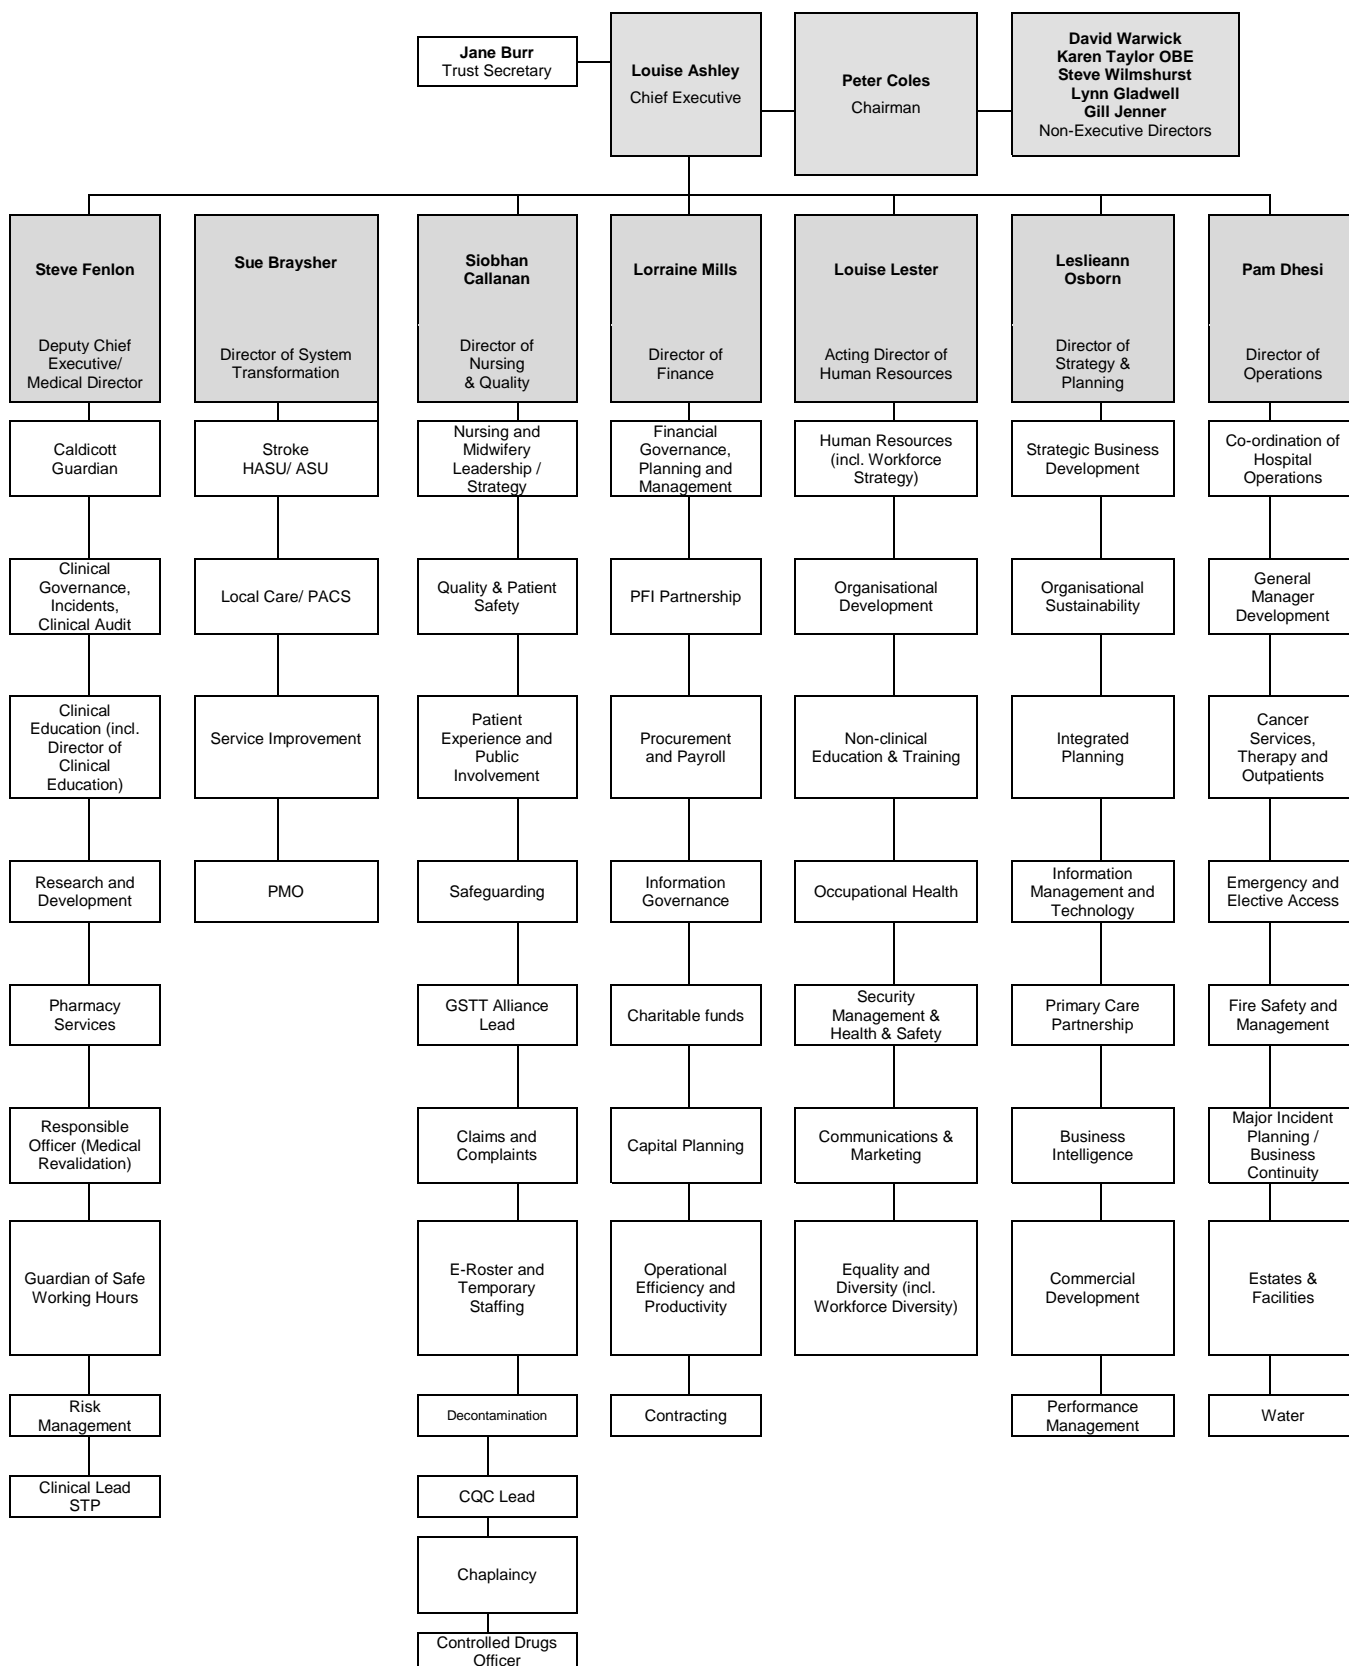 Jane Burr
Trust Secretary
Louise Ashley
Chief Executive
Peter Coles
Chairman
David Warwick
Karen Taylor OBE
Steve Wilmshurst
Lynn Gladwell
Gill Jenner
Non-Executive Directors
Steve Fenlon
Deputy Chief
Executive/
Medical Director
Caldicott
Guardian
Clinical
Governance,
Incidents,
Clinical Audit
Clinical
Education (incl.
Director of
Clinical
Education)
Research and
Development
Pharmacy
Services
Responsible
Officer (Medical
Revalidation)
Guardian of Safe
Working Hours
Risk
Management
Clinical Lead
STP
Sue Braysher
Director of System
Transformation
Stroke
HASU/ ASU
Local Care/ PACS
Service Improvement
PMO
Siobhan
Callanan
Director of
Nursing
& Quality
Nursing and
Midwifery
Leadership /
Strategy
Quality & Patient
Safety
Patient
Experience and
Public
Involvement
Safeguarding
GSTT Alliance
Lead
Claims and
Complaints
E-Roster and
Temporary
Staffing
Decontamination
CQC Lead
Chaplaincy
Controlled Drugs
Officer
Lorraine Mills
Director of
Finance
Financial
Governance,
Planning and
Management
PFI Partnership
Procurement
and Payroll
Information
Governance
Charitable funds
Capital Planning
Operational
Efficiency and
Productivity
Contracting
Louise Lester
Acting Director of
Human Resources
Human Resources
(incl. Workforce
Strategy)
Organisational
Development
Non-clinical
Education & Training
Occupational Health
Security
Management &
Health & Safety
Communications &
Marketing
Equality and
Diversity (incl.
Workforce Diversity)
Leslieann
Osborn
Director of
Strategy &
Planning
Strategic Business
Development
Organisational
Sustainability
Integrated
Planning
Information
Management and
Technology
Primary Care
Partnership
Business
Intelligence
Commercial
Development
Performance
Management
Pam Dhesi
Director of
Operations
Co-ordination of
Hospital
Operations
General
Manager
Development
Cancer
Services,
Therapy and
Outpatients
Emergency and
Elective Access
Fire Safety and
Management
Major Incident
Planning /
Business
Continuity
Estates &
Facilities
Water